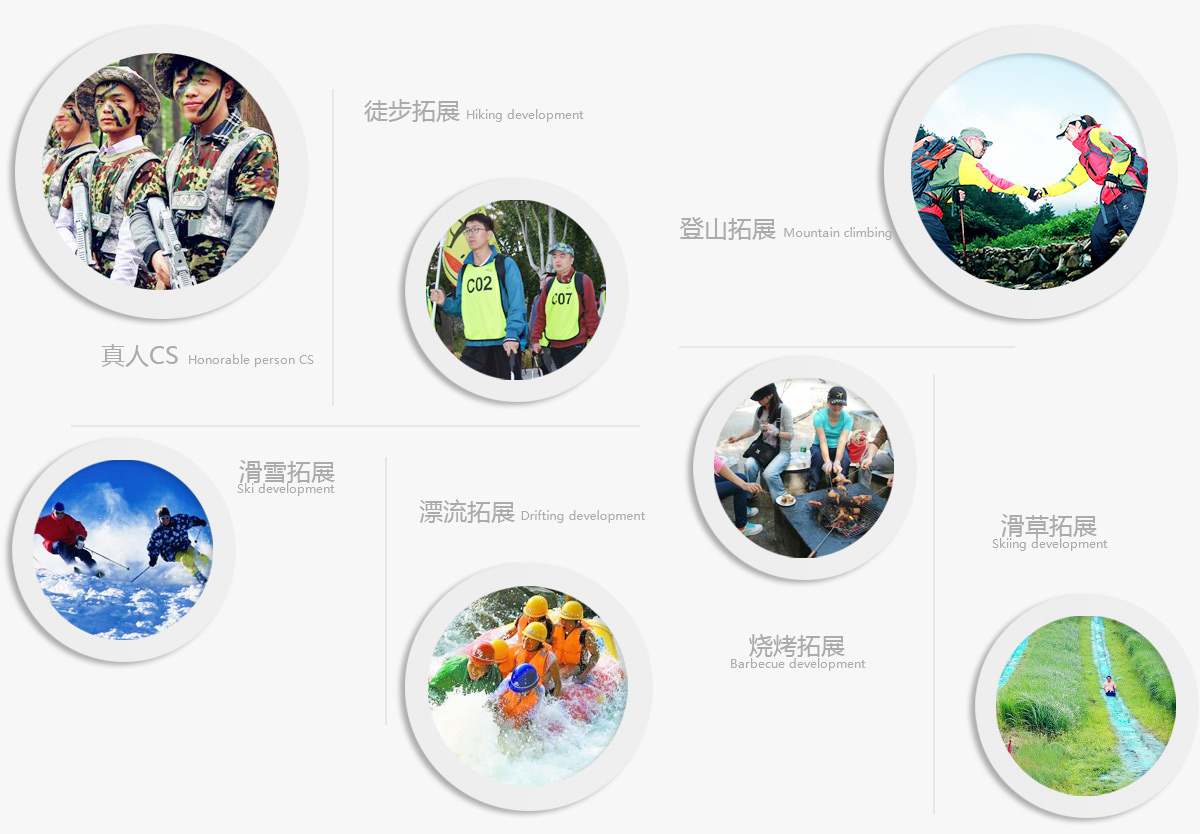 徒步拓展 Hiking development
C02
C07
登山拓展 Mountain climbing
真人CS Honorable person CS
滑雪拓展
Ski development
漂流拓展 Drifting development
滑草拓展
Skiing development
烧烤拓展
Barbecue development